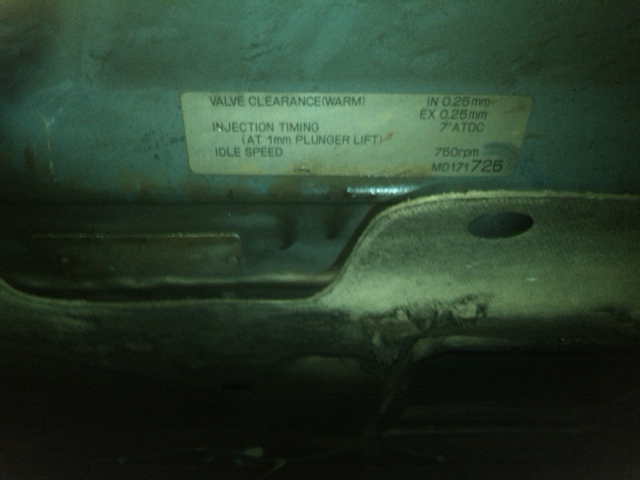 VALVE CLEARANCE(WARM) IN 0.25mm
EX 0.25mm
INJECTION TIMING 7°ATDC
(AT 1mm PLUNGER LIFT)
IDLE SPEED 750rpm
MD171725